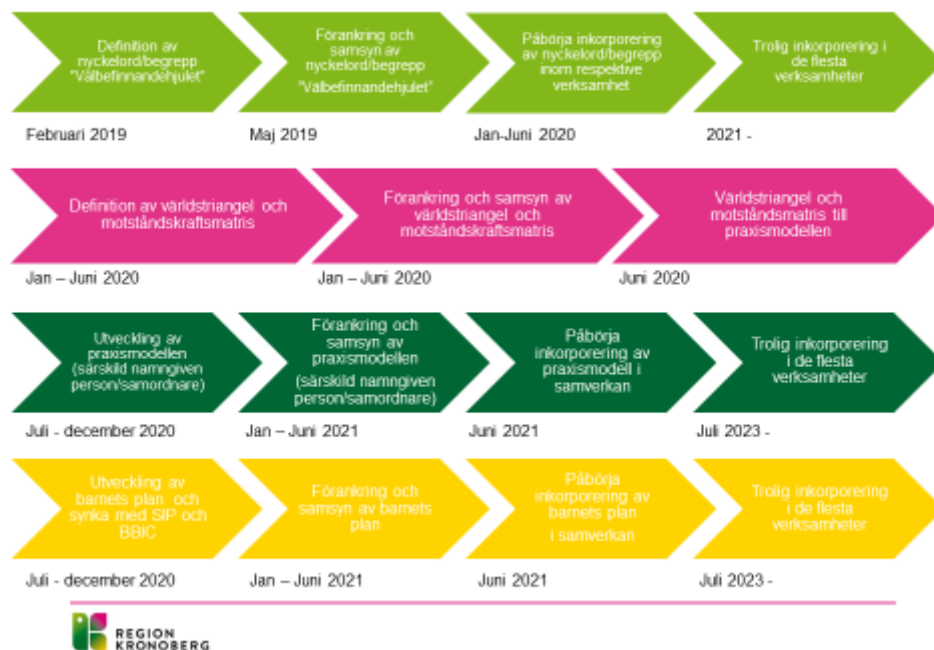 Definition av
nyckelord/begrepp
"Välbefinnandehjulet"
Förankring och
samsyn av
nyckelord/begrepp
"Välbefinnandehjulet"
Påbörja inkorporering
av nyckelord/begrepp
inom respektive
verksamhet
Trolig inkorporering i
de flesta
verksamheter
Februari 2019
Maj 2019
Jan-Juni 2020
2021 -
Definition av världstriangel och
motståndskraftsmatris
Förankring och samsyn av
världstriangel och
motståndskraftsmatris
Världstriangel och
motståndsmatris till
praxismodellen
Jan – Juni 2020
Jan – Juni 2020
Juni 2020
Utveckling av
praxismodellen
(särskild namngiven
person/samordnare)
Förankring och
samsyn av
praxismodellen
(särskild namngiven
person/samordnare)
Påbörja
inkorporering av
praxismodell i
samverkan
Trolig inkorporering
i de flesta
verksamheter
Juli - december 2020
Jan – Juni 2021
Juni 2021
Juli 2023 -
Utveckling av
barnets plan och
synka med SIP och
BBIC
Förankring och
samsyn av barnets
plan
Påbörja
inkorporering av
barnets plan
i samverkan
Trolig inkorporering
i de flesta
verksamheter
Juli - december 2020
Jan – Juni 2021
Juni 2021
Juli 2023 -
REGION
KRONOBERG